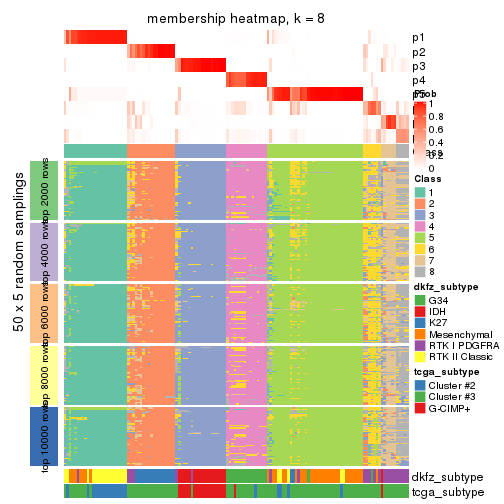 membership heatmap, k = 8
p1
p2
p3
p4
Prob
1
0.8
0.6
0.4
0.2
0
Class
1
2
3
4
5
6
7
8
50 x 5 random samplings
top 2000 rows
top 4000 rows
top 6000 rows
top 8000 rows
top 10000 rows
dkfz_subtype
G34
IDH
K27
Mesenchymal
RTK I PDGFRA
RTK II Classic
tcga_subtype
Cluster #2
Cluster #3
G-CIMP+
dkfz_subtype
tcga_subtype